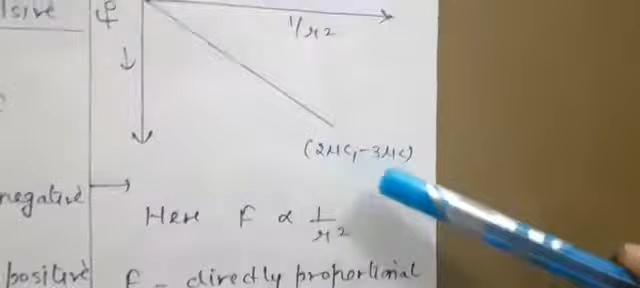 F
1/r2
(2μC, -3μC)
negative
Here F ∝ 1/r2
positive F - directly proportional